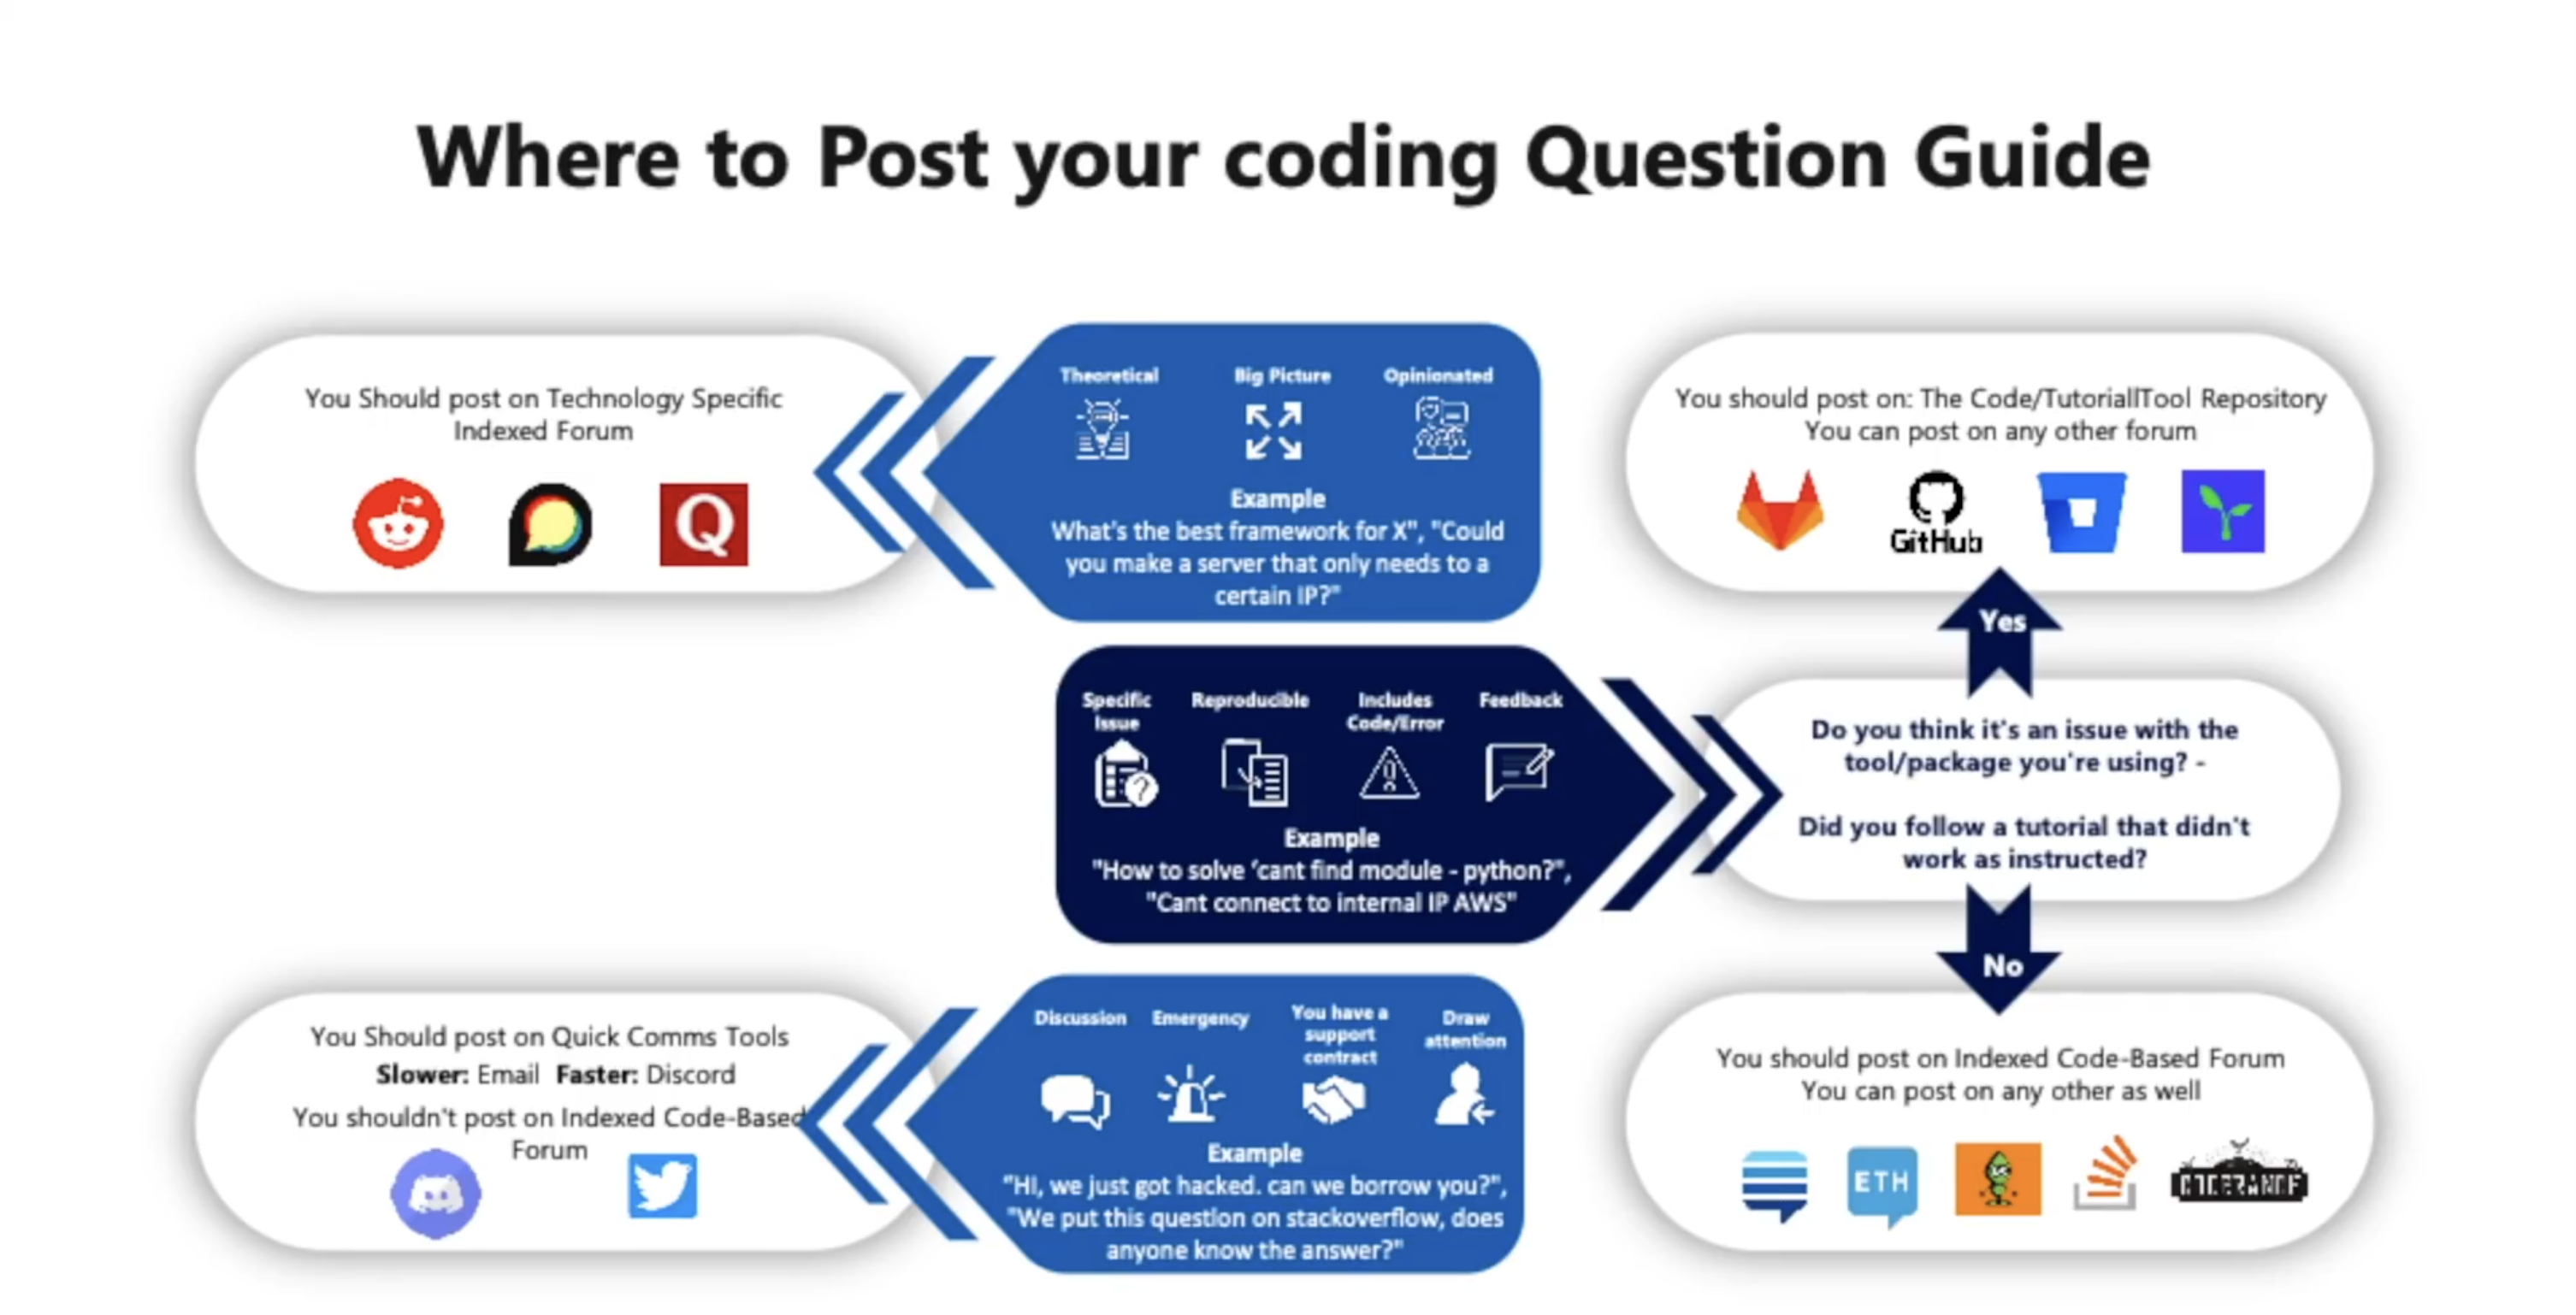 Where to Post your coding Question Guide
You Should post on Technology Specific
Indexed Forum
Q
Theoretical
Big Picture
Opinionated
Example
What's the best framework for X", "Could
you make a server that only needs to a
certain IP?"
You should post on: The Code/TutoriallTool Repository
You can post on any other forum
GitHub
Yes
Specific
Issue
Reproducible
Includes
Code/Error
Feedback
Example
"How to solve ‘cant find module - python?",
"Cant connect to internal IP AWS"
Do you think it's an issue with the
tool/package you're using? -
Did you follow a tutorial that didn't
work as instructed?
No
You Should post on Quick Comms Tools
Slower: Email Faster: Discord
You shouldn't post on Indexed Code-Based
Forum
Discussion
Emergency
You have a
support
contract
Draw
attention
Example
"HI, we just got hacked. can we borrow you?",
"We put this question on stackoverflow, does
anyone know the answer?"
You should post on Indexed Code-Based Forum
You can post on any other as well
ETH